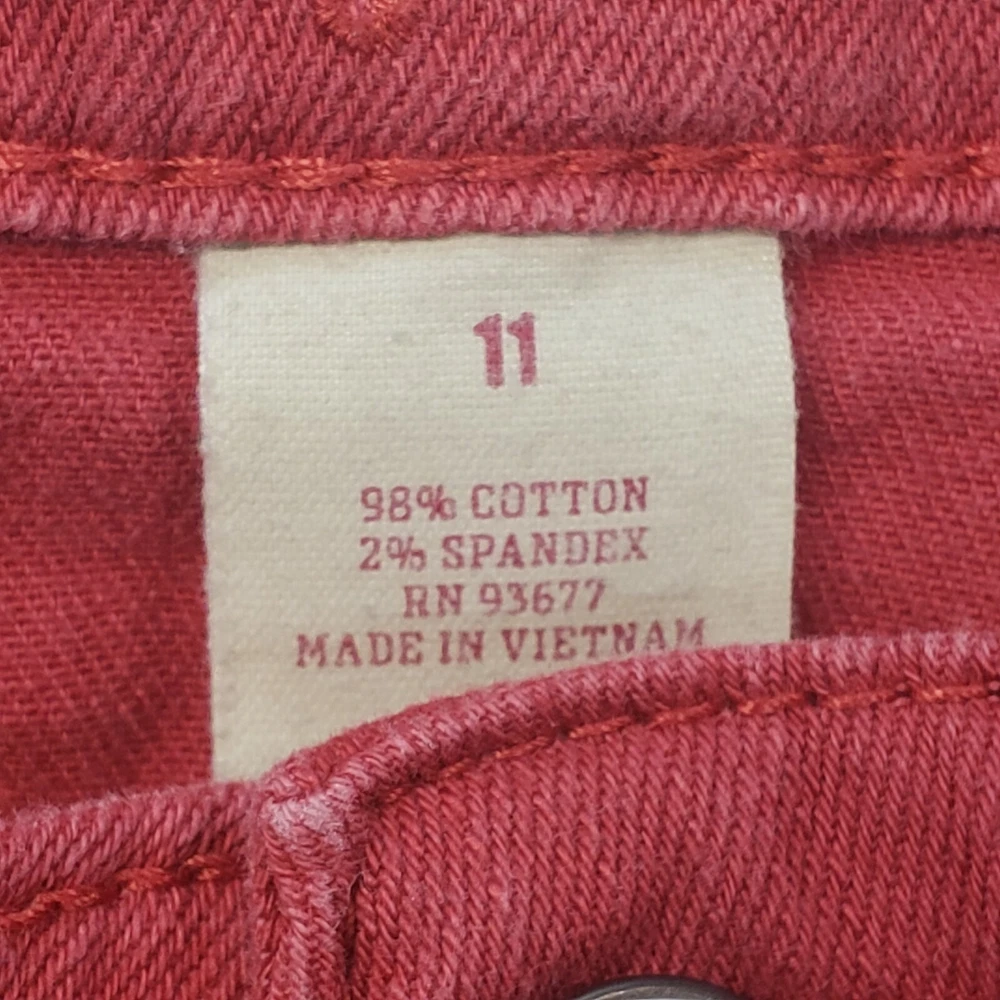 11
98% COTTON
2% SPANDEX
RN 93677
MADE IN VIETNAM